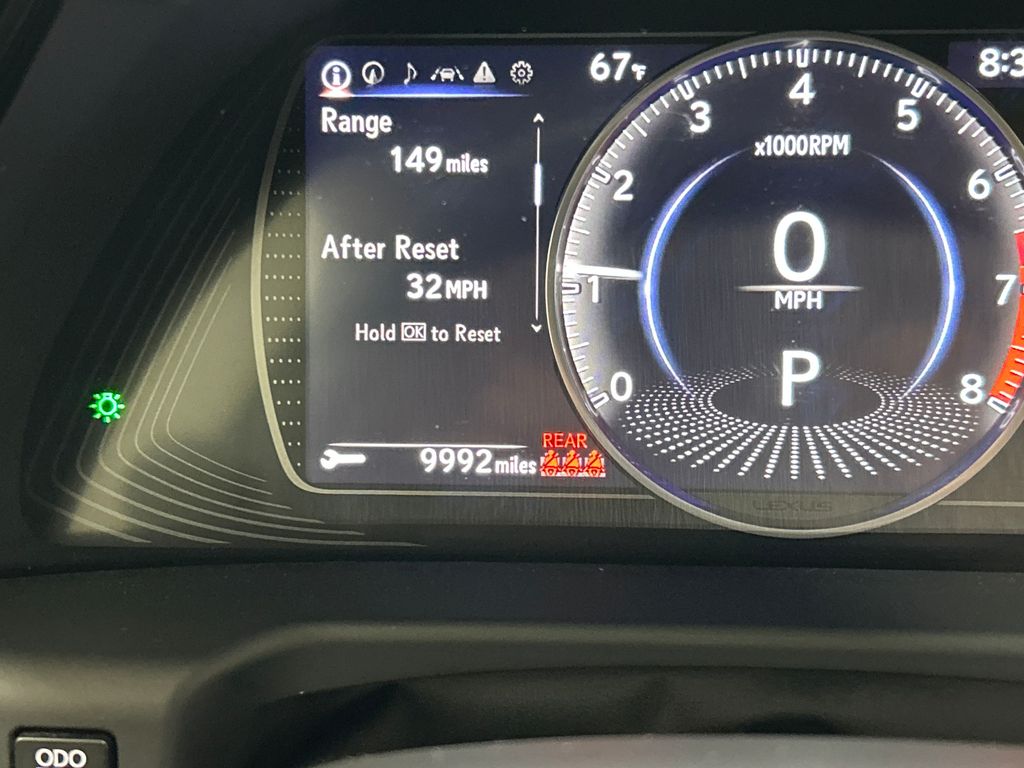 67°F
8:3
Range
149 miles
After Reset
32 MPH
Hold OK to Reset
9992 miles
REAR
0
1
2
3
4
5
6
7
8
x1000RPM
0
MPH
P
LEXUS
ODO